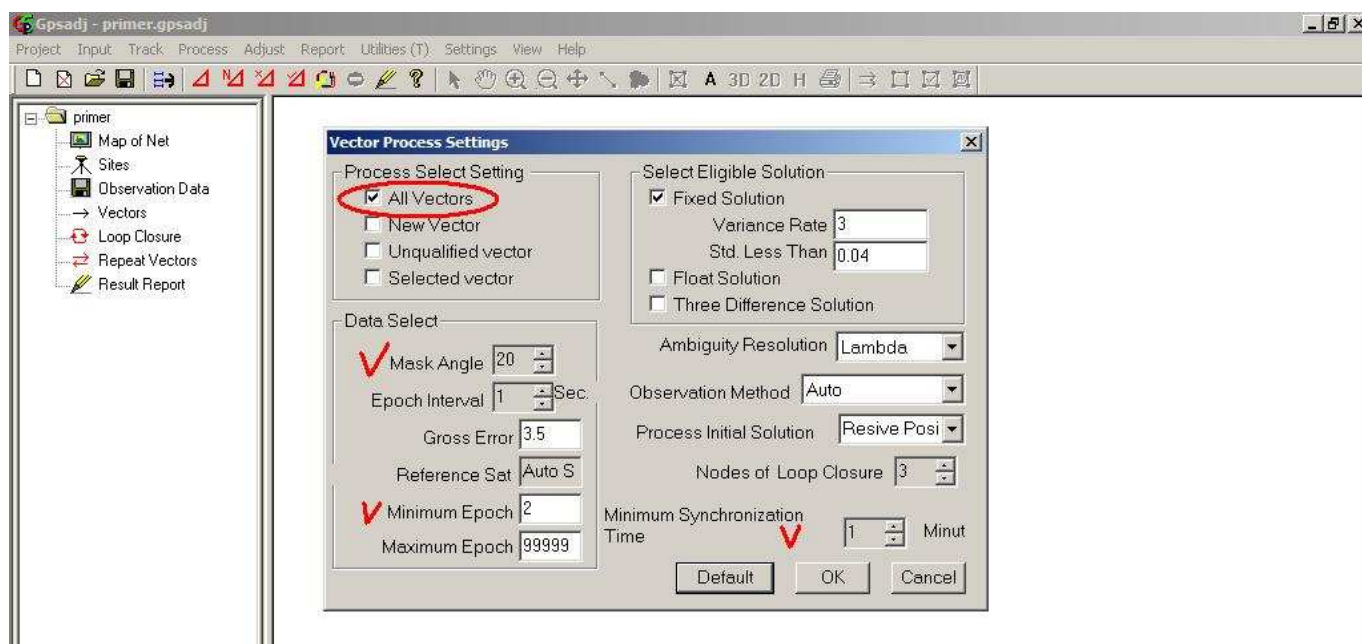 Gpsadj - primer.gpsadj
Project Input Track Process Adjust Report Utilities (T) Settings View Help
N X A 3D 2D H
primer
Map of Net
Sites
Observation Data
Vectors
Loop Closure
Repeat Vectors
Result Report
Vector Process Settings
Process Select Setting
All Vectors
New Vector
Unqualified vector
Selected vector
Data Select
Mask Angle 20
Epoch Interval 1 Sec.
Gross Error 3.5
Reference Sat Auto S
Minimum Epoch 2
Maximum Epoch 99999
Select Eligible Solution
Fixed Solution
Variance Rate 3
Std. Less Than 0.04
Float Solution
Three Difference Solution
Ambiguity Resolution Lambda
Observation Method Auto
Process Initial Solution Resive Posi
Nodes of Loop Closure 3
Minimum Synchronization
Time 1 Minut
Default OK Cancel